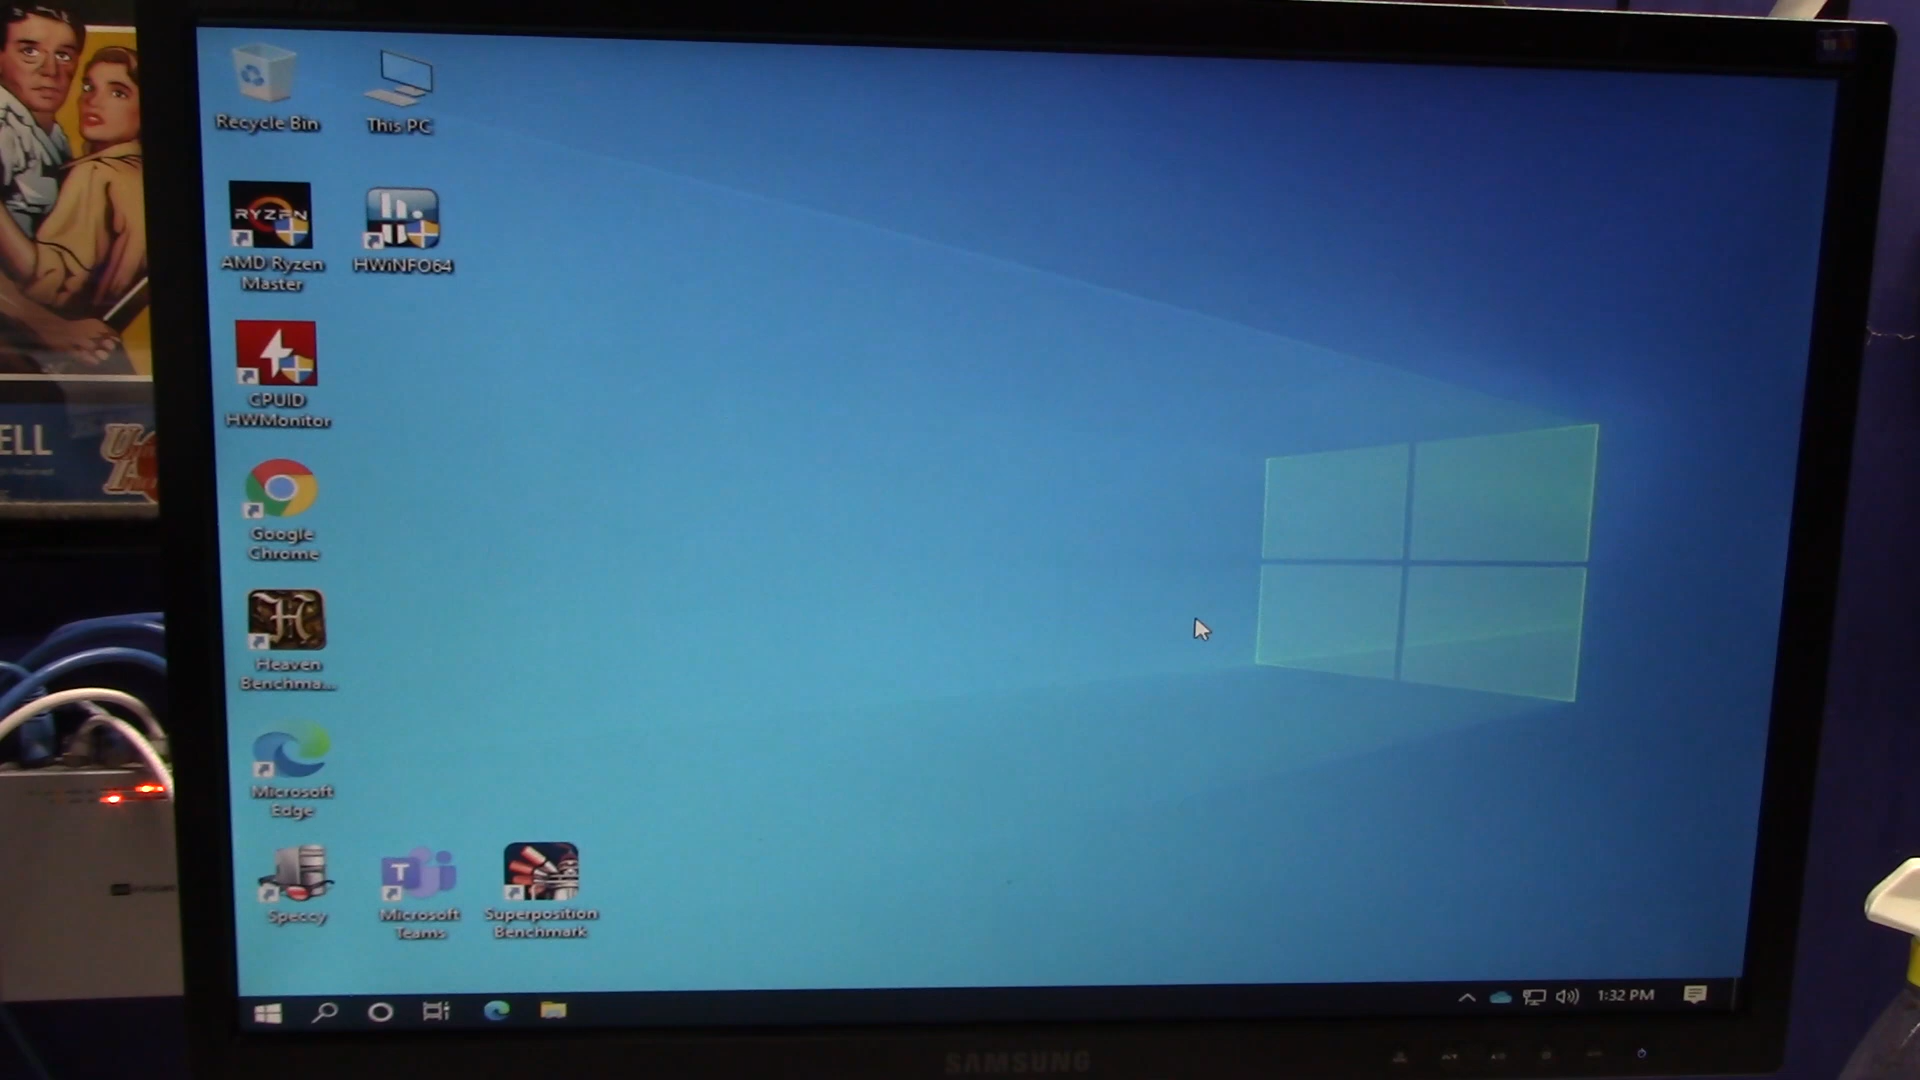 Recycle Bin
This PC
RYZEN
AMD Ryzen
Master
HWiNFO64
CPUID
HWMonitor
ELL
Google
Chrome
H
Heaven
Benchma...
Microsoft
Edge
T
Speccy
Microsoft
Teams
Superposition
Benchmark
1:32 PM
SAMSUNG